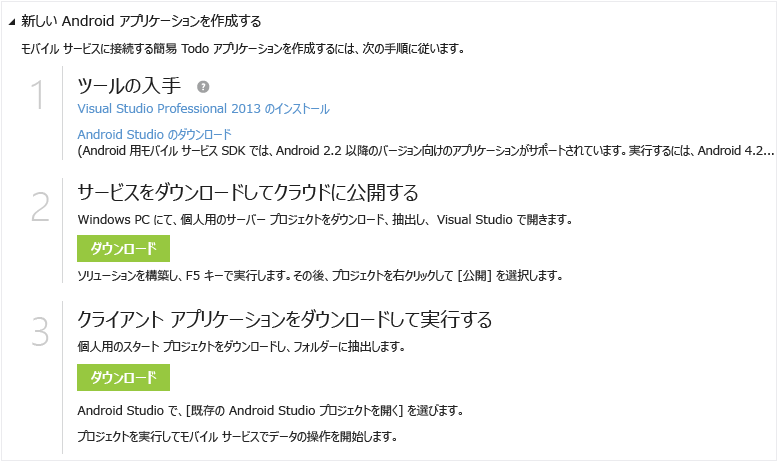 新しい Android アプリケーションを作成する
モバイル サービスに接続する簡易 Todo アプリケーションを作成するには、次の手順に従います。
1
ツールの入手 ?
Visual Studio Professional 2013 のインストール
Android Studio のダウンロード
(Android 用モバイル サービス SDK では、Android 2.2 以降のバージョン向けのアプリケーションがサポートされています。実行するには、Android 4.2...
2
サービスをダウンロードしてクラウドに公開する
Windows PC にて、個人用のサーバー プロジェクトをダウンロード、抽出し、Visual Studio で開きます。
ダウンロード
ソリューションを構築し、F5 キーで実行します。その後、プロジェクトを右クリックして [公開] を選択します。
3
クライアント アプリケーションをダウンロードして実行する
個人用のスタート プロジェクトをダウンロードし、フォルダーに抽出します。
ダウンロード
Android Studio で、[既存の Android Studio プロジェクトを開く] を選びます。
プロジェクトを実行してモバイル サービスでデータの操作を開始します。